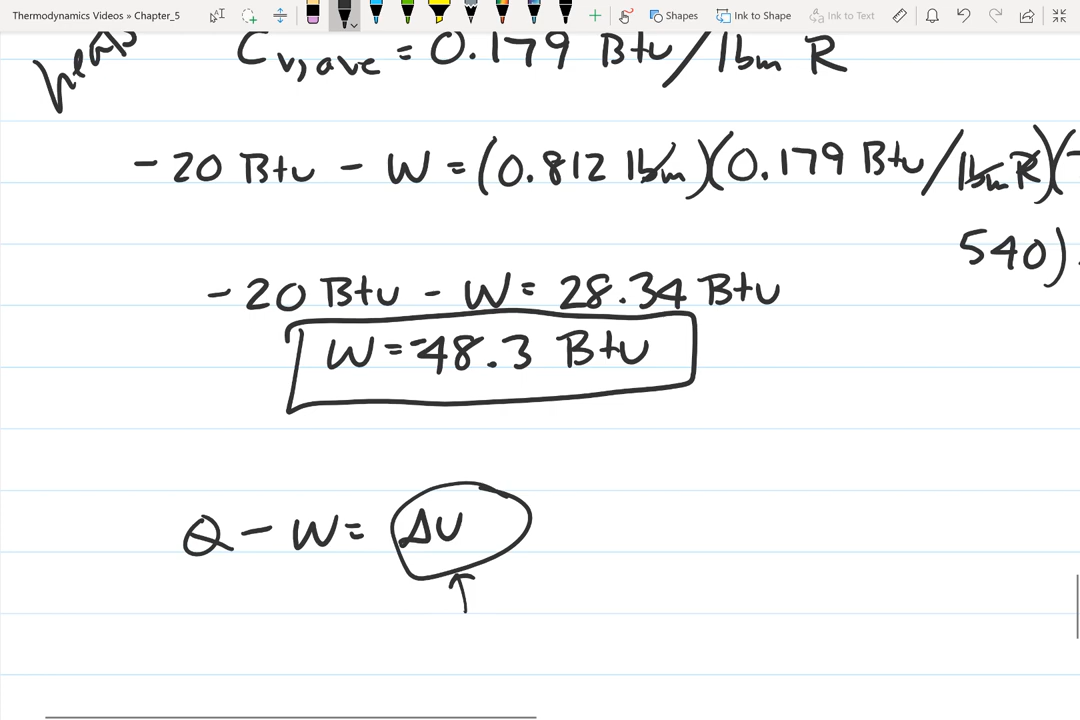 Thermodynamics Videos » Chapter_5
Shapes
Ink to Shape
Ink to Text
heats
Cv,ave = 0.179 Btu/lbm R
-20 Btu - W = (0.812 lbm)(0.179 Btu/lbm R)(
540)
-20 Btu - W = 28.34 Btu
W = -48.3 Btu
Q - W = ΔU